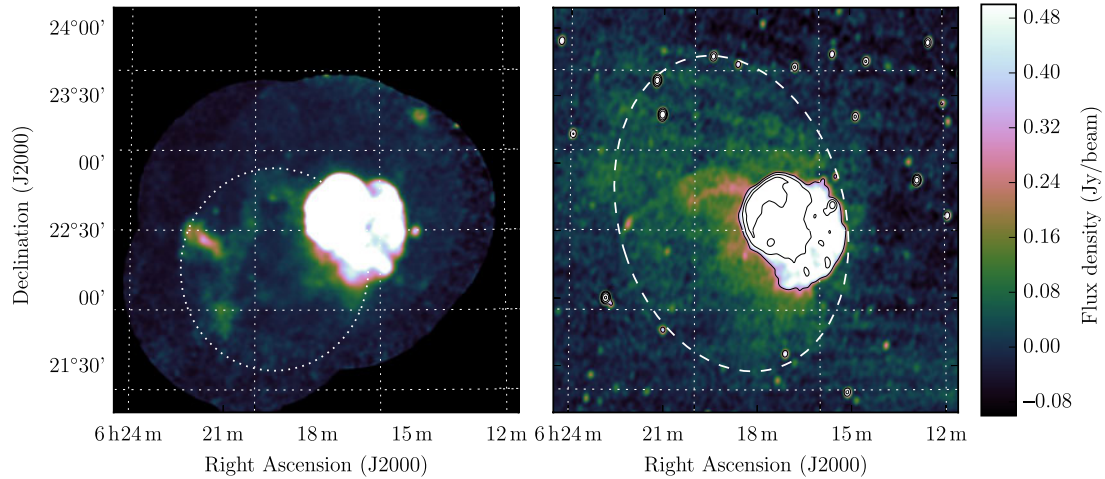 24°00′
23°30′
00′
22°30′
00′
21°30′
Declination (J2000)
6 h24 m
21 m
18 m
15 m
12 m
Right Ascension (J2000)
6 h24 m
21 m
18 m
15 m
12 m
Right Ascension (J2000)
0.48
0.40
0.32
0.24
0.16
0.08
0.00
−0.08
Flux density (Jy/beam)